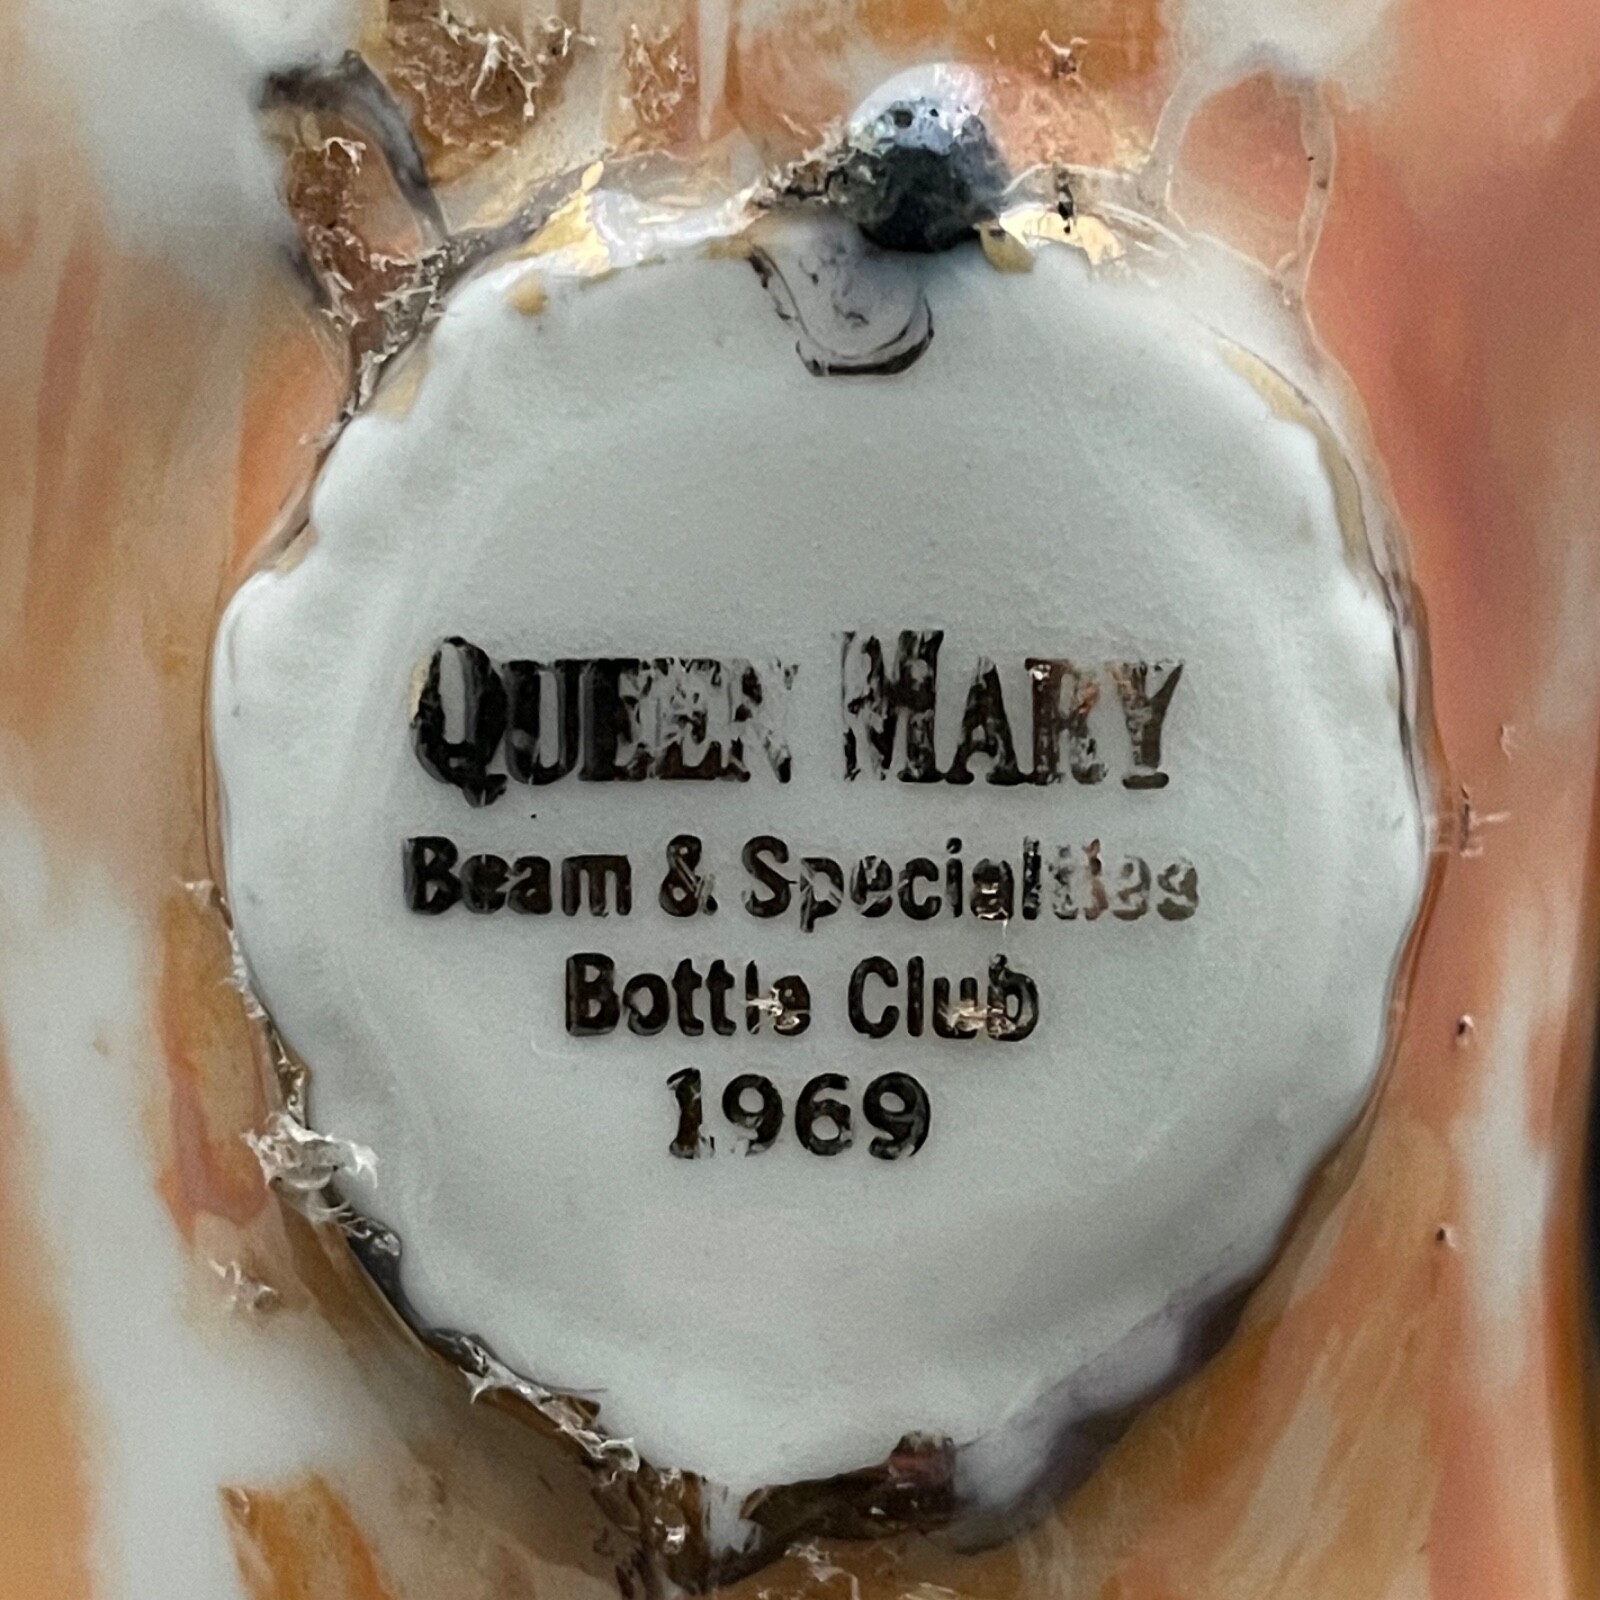 QUEEN MARY
Beam & Specialties
Bottle Club
1969